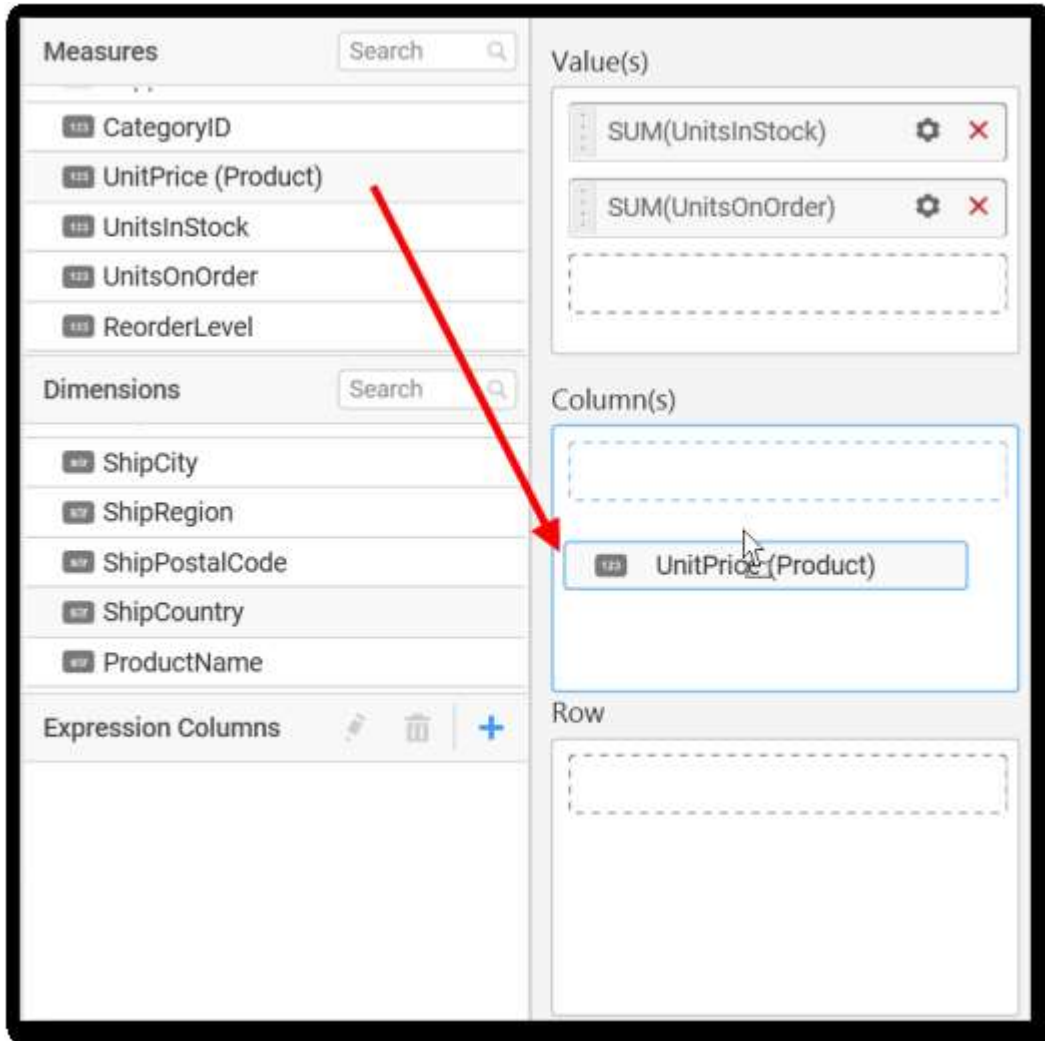 Measures
Search
CategoryID
UnitPrice (Product)
UnitsInStock
UnitsOnOrder
ReorderLevel
Dimensions
Search
ShipCity
ShipRegion
ShipPostalCode
ShipCountry
ProductName
Expression Columns
Value(s)
SUM(UnitsInStock)
SUM(UnitsOnOrder)
Column(s)
123 UnitPrice (Product)
Row